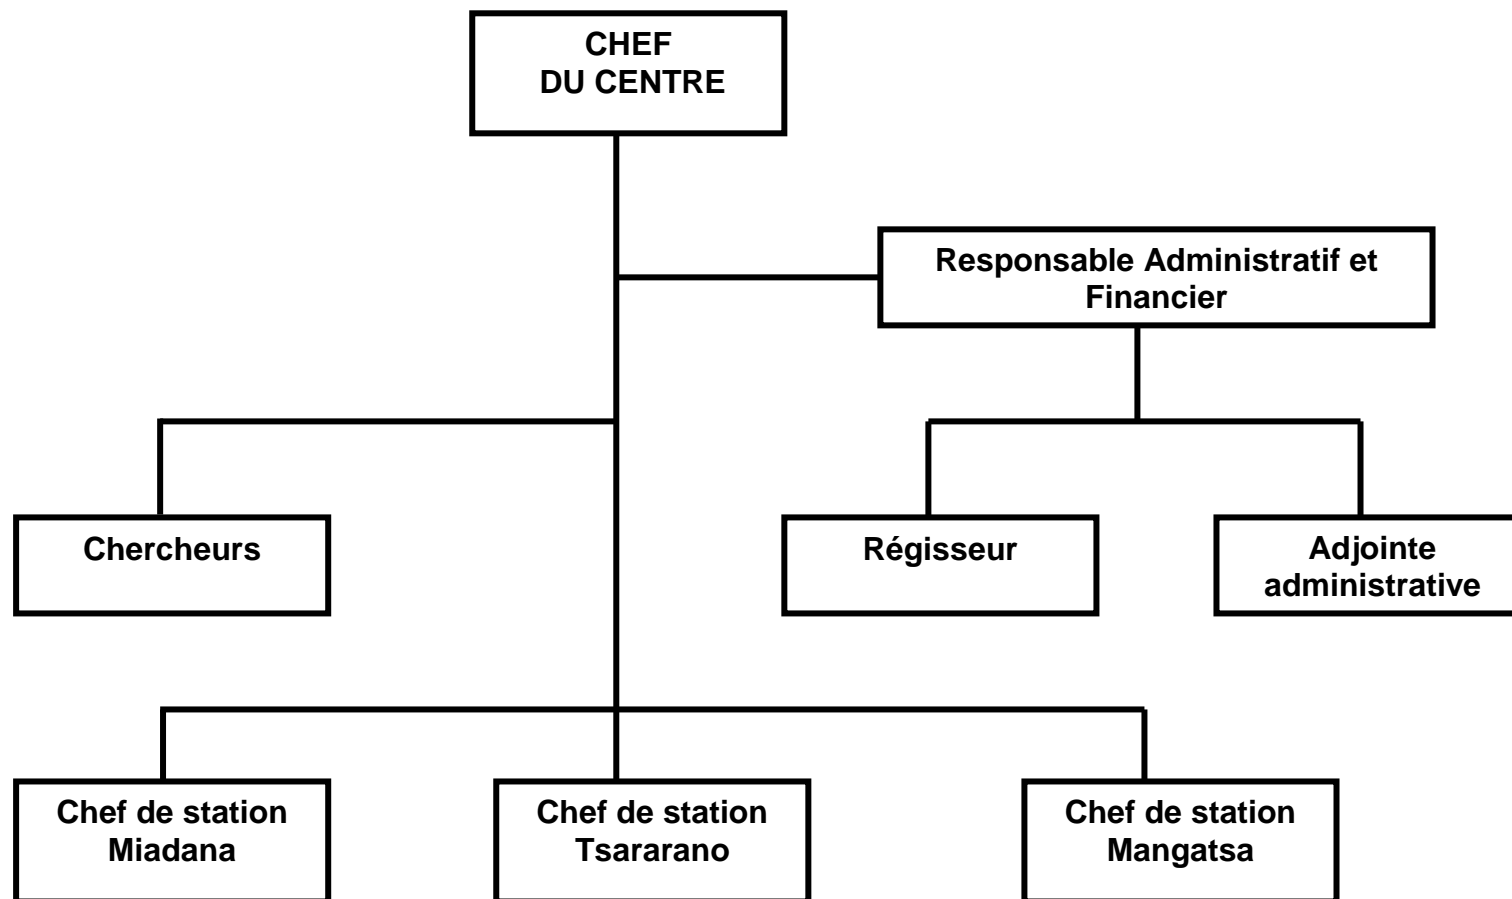 CHEF
DU CENTRE
Responsable Administratif et
Financier
Chercheurs
Régisseur
Adjointe
administrative
Chef de station
Miadana
Chef de station
Tsararano
Chef de station
Mangatsa